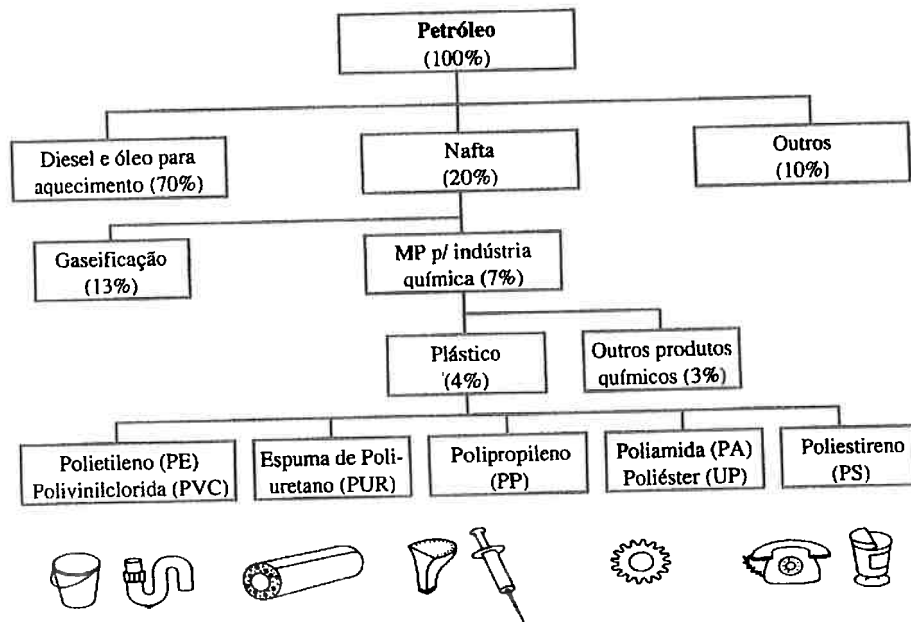 Petróleo
(100%)
Diesel e óleo para
aquecimento (70%)
Nafta
(20%)
Outros
(10%)
Gaseificação
(13%)
MP p/ indústria
química (7%)
Plástico
(4%)
Outros produtos
químicos (3%)
Polietileno (PE)
Polivinilclorida (PVC)
Espuma de Poli-
uretano (PUR)
Polipropileno
(PP)
Poliamida (PA)
Poliéster (UP)
Poliestireno
(PS)